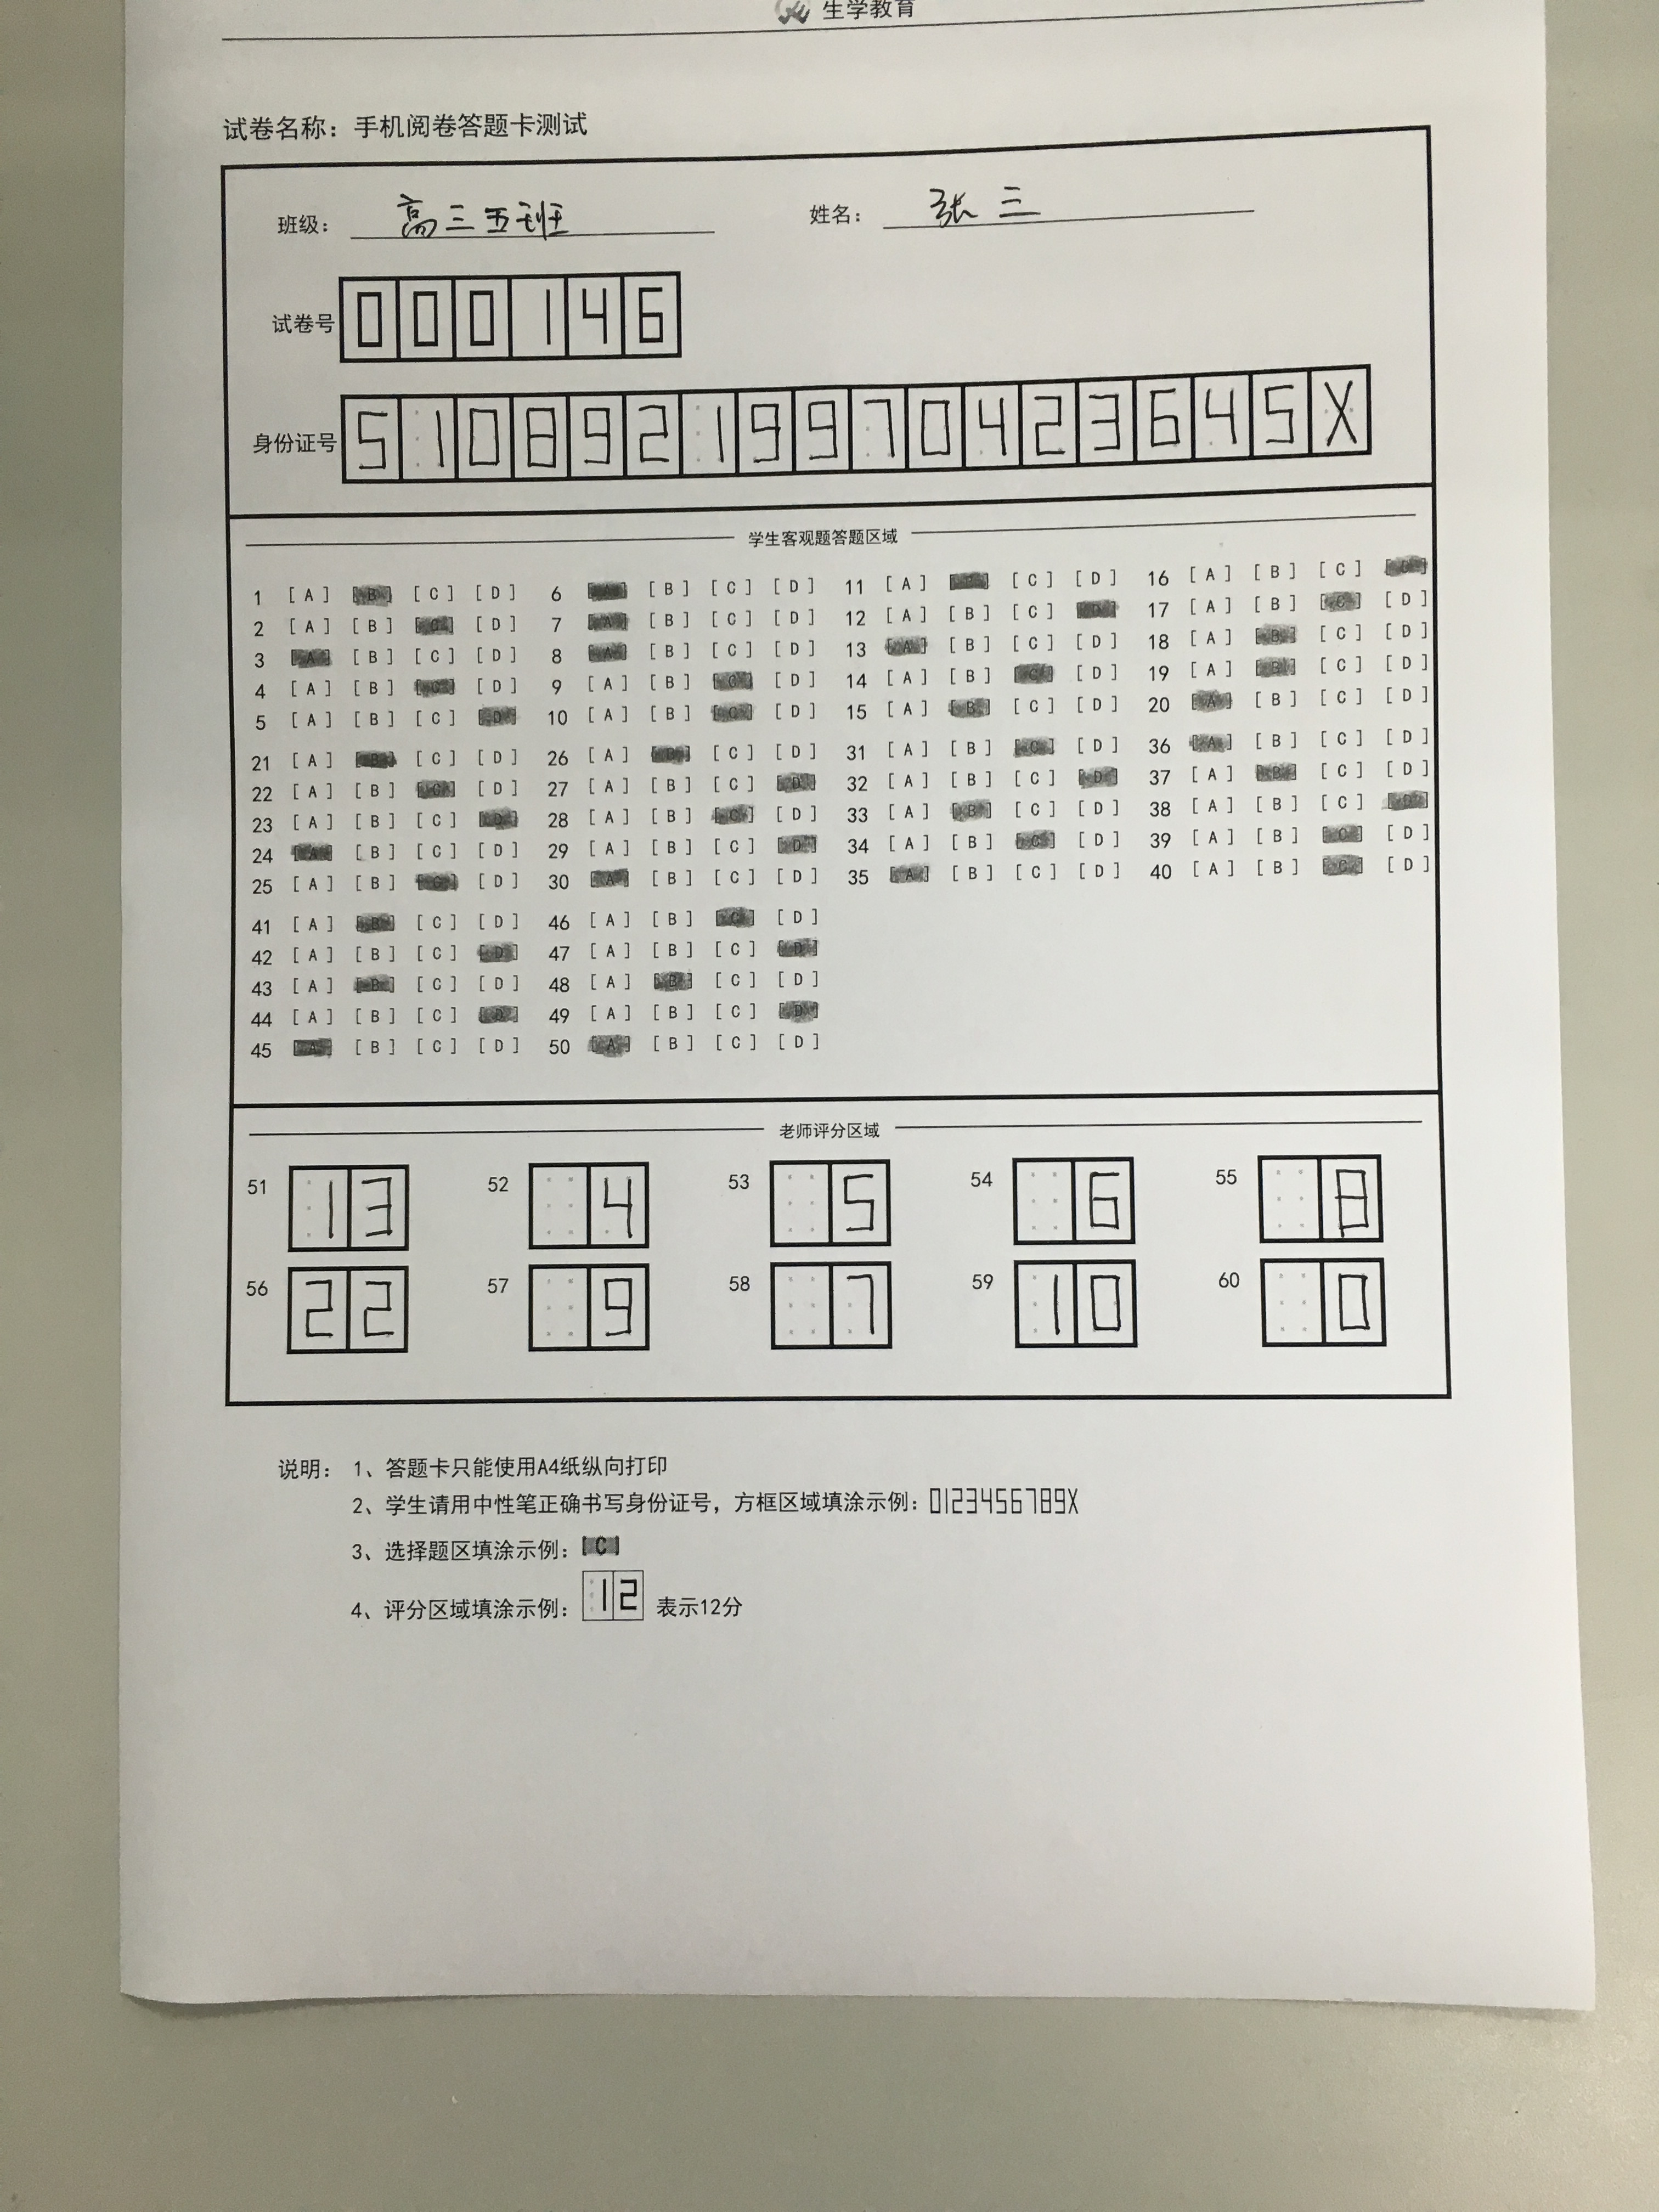 生学教育
试卷名称：手机阅卷答题卡测试
班级： 高三五班 姓名： 张三
试卷号 000146
身份证号 51089219970423645X
学生客观题答题区域
1 [A] [B] [C] [D] 6 [A] [B] [C] [D] 11 [A] [B] [C] [D] 16 [A] [B] [C] [D]
2 [A] [B] [C] [D] 7 [A] [B] [C] [D] 12 [A] [B] [C] [D] 17 [A] [B] [C] [D]
3 [A] [B] [C] [D] 8 [A] [B] [C] [D] 13 [A] [B] [C] [D] 18 [A] [B] [C] [D]
4 [A] [B] [C] [D] 9 [A] [B] [C] [D] 14 [A] [B] [C] [D] 19 [A] [B] [C] [D]
5 [A] [B] [C] [D] 10 [A] [B] [C] [D] 15 [A] [B] [C] [D] 20 [A] [B] [C] [D]
21 [A] [B] [C] [D] 26 [A] [B] [C] [D] 31 [A] [B] [C] [D] 36 [A] [B] [C] [D]
22 [A] [B] [C] [D] 27 [A] [B] [C] [D] 32 [A] [B] [C] [D] 37 [A] [B] [C] [D]
23 [A] [B] [C] [D] 28 [A] [B] [C] [D] 33 [A] [B] [C] [D] 38 [A] [B] [C] [D]
24 [A] [B] [C] [D] 29 [A] [B] [C] [D] 34 [A] [B] [C] [D] 39 [A] [B] [C] [D]
25 [A] [B] [C] [D] 30 [A] [B] [C] [D] 35 [A] [B] [C] [D] 40 [A] [B] [C] [D]
41 [A] [B] [C] [D] 46 [A] [B] [C] [D]
42 [A] [B] [C] [D] 47 [A] [B] [C] [D]
43 [A] [B] [C] [D] 48 [A] [B] [C] [D]
44 [A] [B] [C] [D] 49 [A] [B] [C] [D]
45 [A] [B] [C] [D] 50 [A] [B] [C] [D]
老师评分区域
51 13 52 4 53 5 54 6 55 8
56 22 57 9 58 7 59 10 60 0
说明： 1、答题卡只能使用A4纸纵向打印
2、学生请用中性笔正确书写身份证号，方框区域填涂示例：0123456789X
3、选择题区填涂示例：[C]
4、评分区域填涂示例：12 表示12分